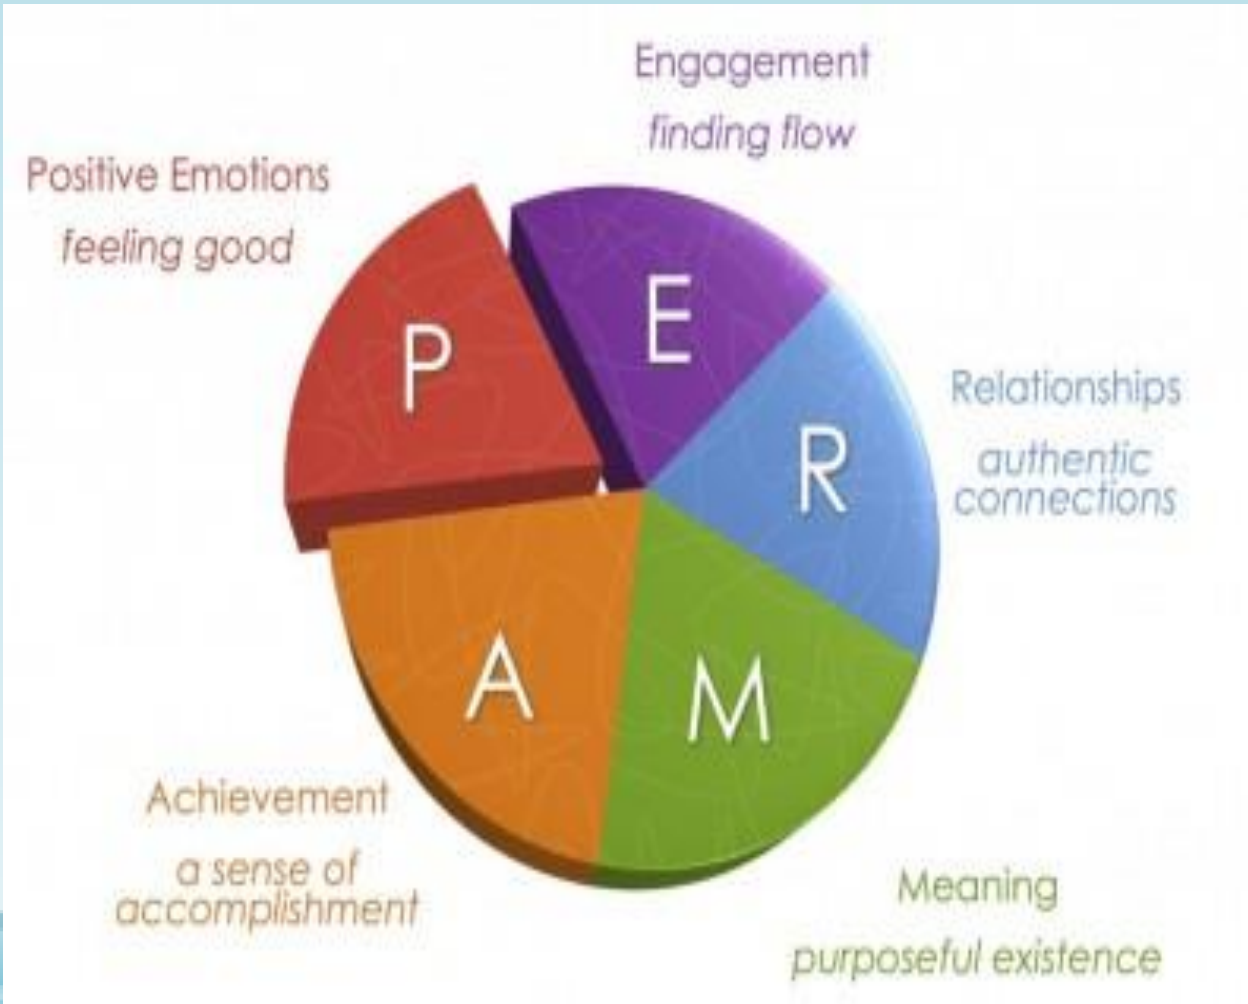 Positive Emotions
feeling good
Engagement
finding flow
Relationships
authentic
connections
Meaning
purposeful existence
Achievement
a sense of
accomplishment
P
E
R
M
A